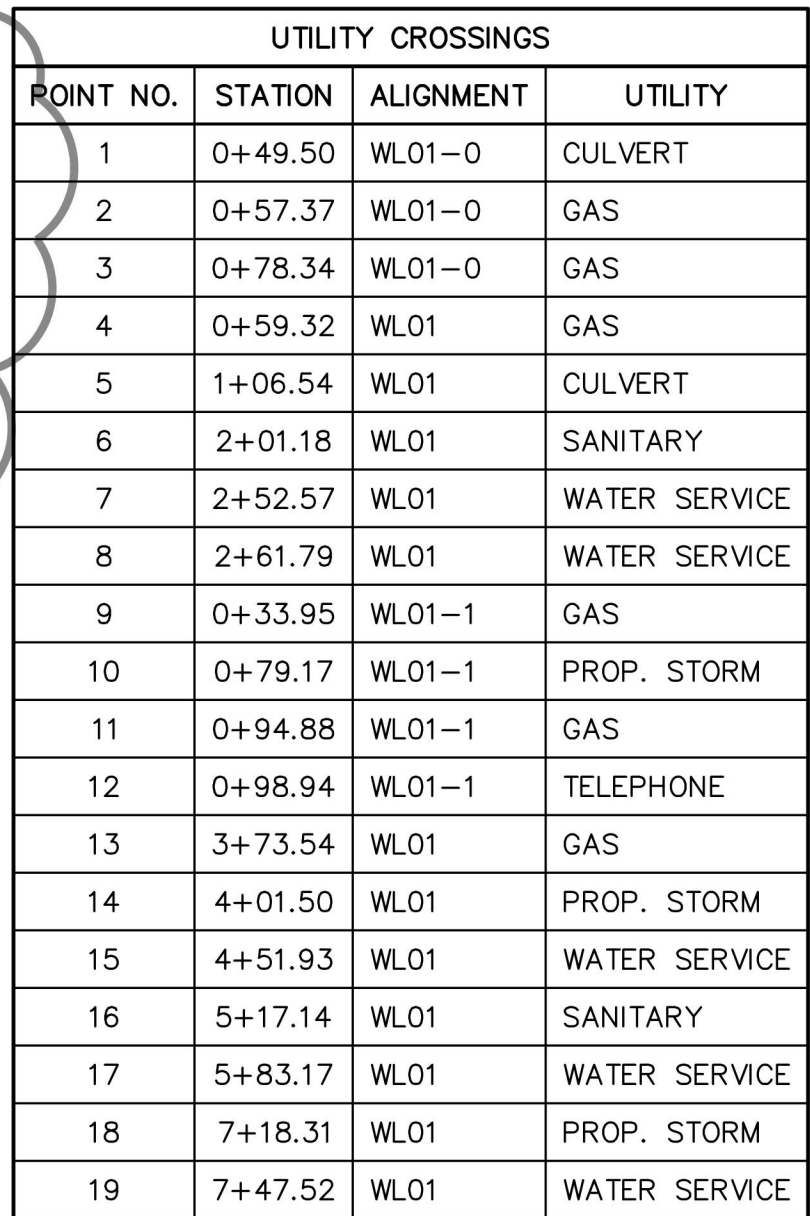 UTILITY CROSSINGS
POINT NO. STATION ALIGNMENT UTILITY
1 0+49.50 WL01-0 CULVERT
2 0+57.37 WL01-0 GAS
3 0+78.34 WL01-0 GAS
4 0+59.32 WL01 GAS
5 1+06.54 WL01 CULVERT
6 2+01.18 WL01 SANITARY
7 2+52.57 WL01 WATER SERVICE
8 2+61.79 WL01 WATER SERVICE
9 0+33.95 WL01-1 GAS
10 0+79.17 WL01-1 PROP. STORM
11 0+94.88 WL01-1 GAS
12 0+98.94 WL01-1 TELEPHONE
13 3+73.54 WL01 GAS
14 4+01.50 WL01 PROP. STORM
15 4+51.93 WL01 WATER SERVICE
16 5+17.14 WL01 SANITARY
17 5+83.17 WL01 WATER SERVICE
18 7+18.31 WL01 PROP. STORM
19 7+47.52 WL01 WATER SERVICE